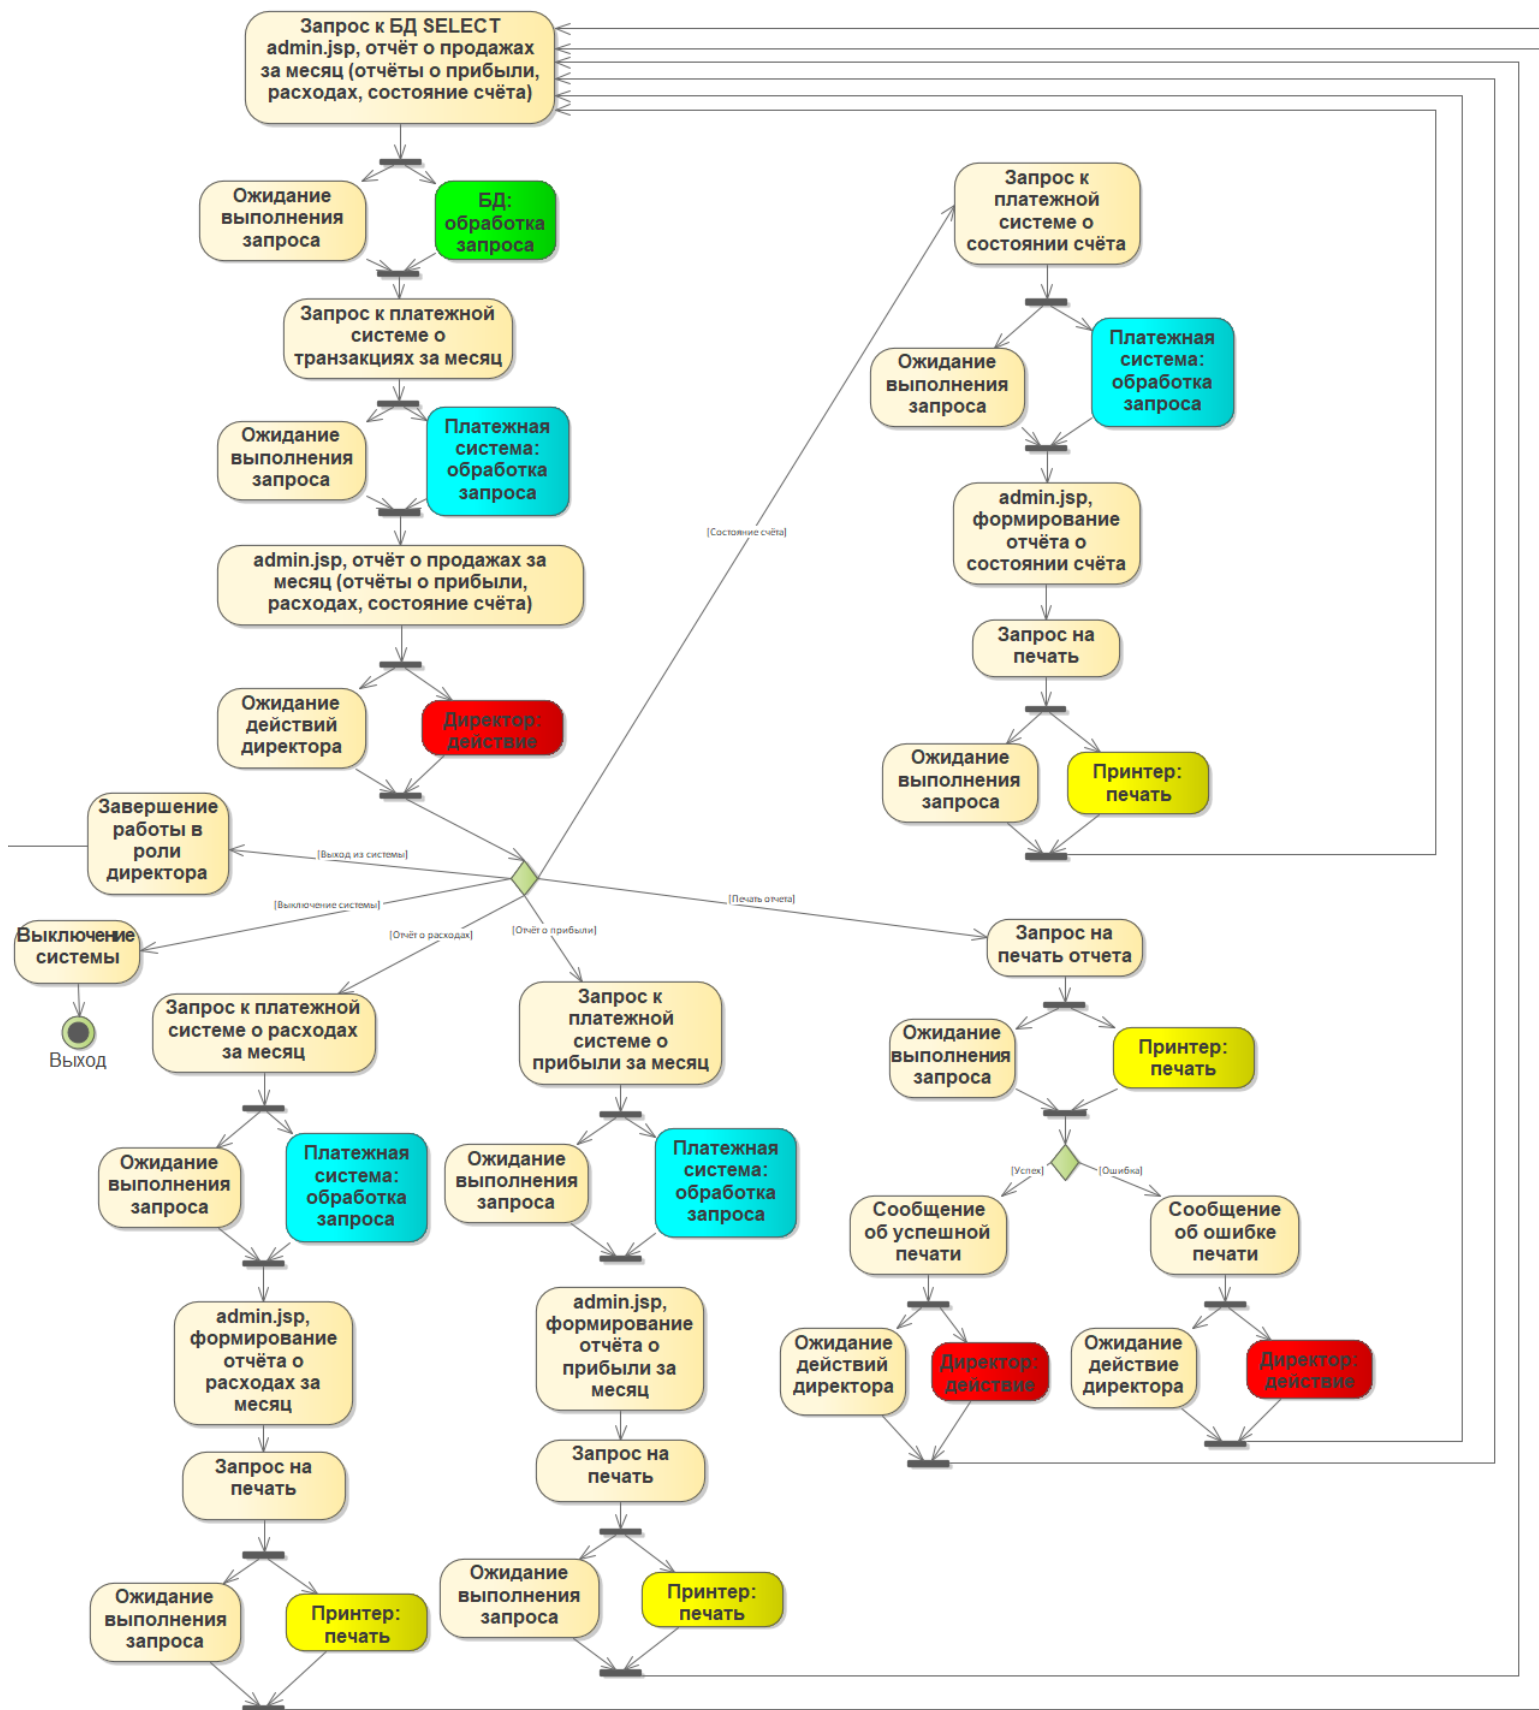 Запрос к БД SELECT
admin.jsp, отчёт о продажах
за месяц (отчёты о прибыли,
расходах, состояние счёта)
Ожидание
выполнения
запроса
БД:
обработка
запроса
Запрос к платежной
системе о
транзакциях за месяц
Ожидание
выполнения
запроса
Платежная
система:
обработка
запроса
admin.jsp, отчёт о продажах за
месяц (отчёты о прибыли,
расходах, состояние счёта)
Ожидание
действий
директора
Директор:
действие
[Состояние счёта]
Запрос к
платежной
системе о
состоянии счёта
Ожидание
выполнения
запроса
Платежная
система:
обработка
запроса
admin.jsp,
формирование
отчёта о
состоянии счёта
Запрос на
печать
Ожидание
выполнения
запроса
Принтер:
печать
Завершение
работы в
роли
директора
[Выход из системы]
[Выключение системы]
[Отчёт о расходах]
[Отчёт о прибыли]
[Печать отчета]
Выключение
системы
Выход
Запрос к платежной
системе о расходах
за месяц
Ожидание
выполнения
запроса
Платежная
система:
обработка
запроса
admin.jsp,
формирование
отчёта о
расходах за
месяц
Запрос на
печать
Ожидание
выполнения
запроса
Принтер:
печать
Запрос к
платежной
системе о
прибыли за месяц
Ожидание
выполнения
запроса
Платежная
система:
обработка
запроса
admin.jsp,
формирование
отчёта о
прибыли за
месяц
Запрос на
печать
Ожидание
выполнения
запроса
Принтер:
печать
Запрос на
печать отчета
Ожидание
выполнения
запроса
Принтер:
печать
[Успех]
[Ошибка]
Сообщение
об успешной
печати
Ожидание
действий
директора
Директор:
действие
Сообщение
об ошибке
печати
Ожидание
действие
директора
Директор:
действие